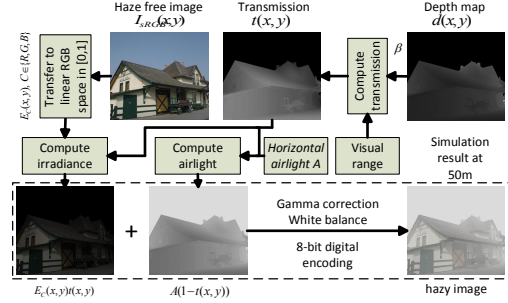 Haze free image
I_sRGB(x,y)
Transmission
t(x,y)
Depth map
d(x,y)
E_C(x,y), C∈{R,G,B}
Transfer to
linear RGB
space in [0,1]
Compute
transmission
β
Compute
irradiance
Compute
airlight
Horizontal
airlight A
Visual
range
Simulation
result at
50m
+
Gamma correction
White balance
8-bit digital
encoding
E_C(x,y)t(x,y)
A(1−t(x,y))
hazy image